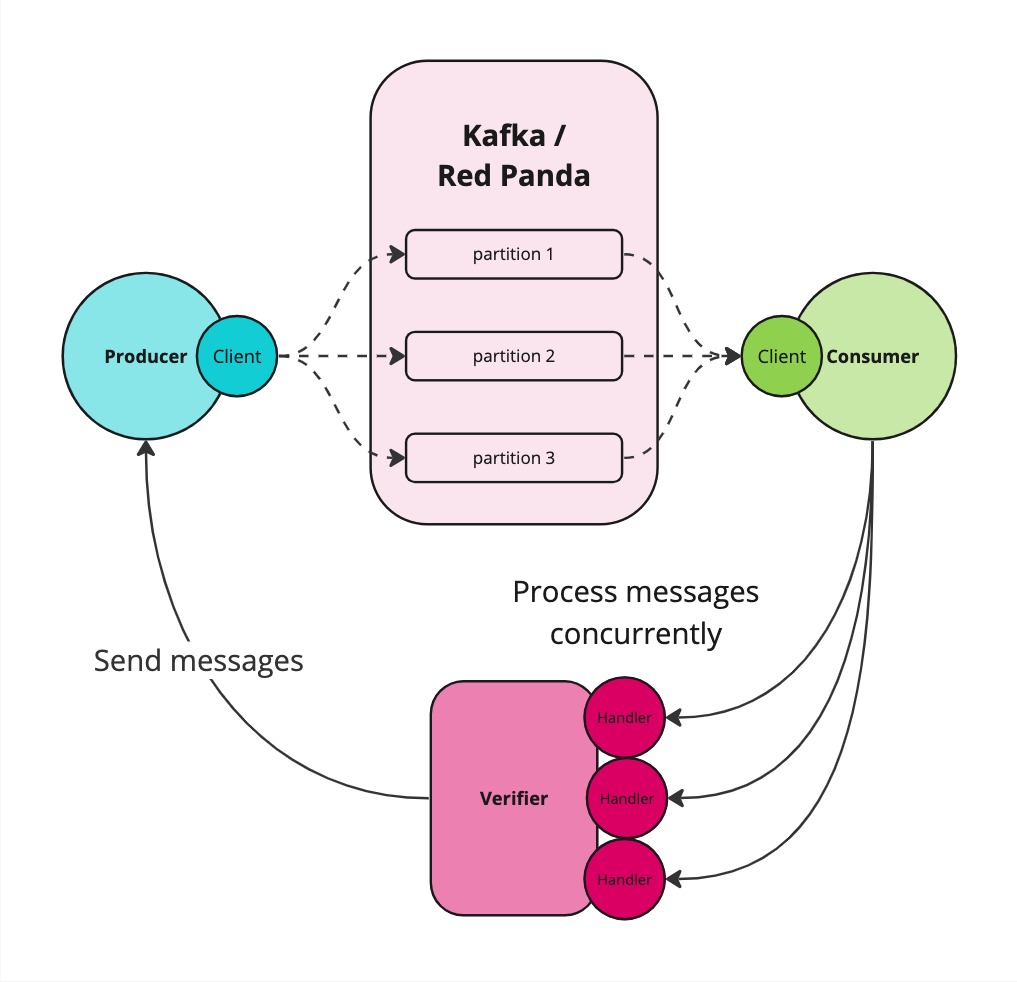 Kafka /
Red Panda
partition 1
partition 2
partition 3
Producer
Client
Client
Consumer
Process messages
concurrently
Send messages
Verifier
Handler
Handler
Handler